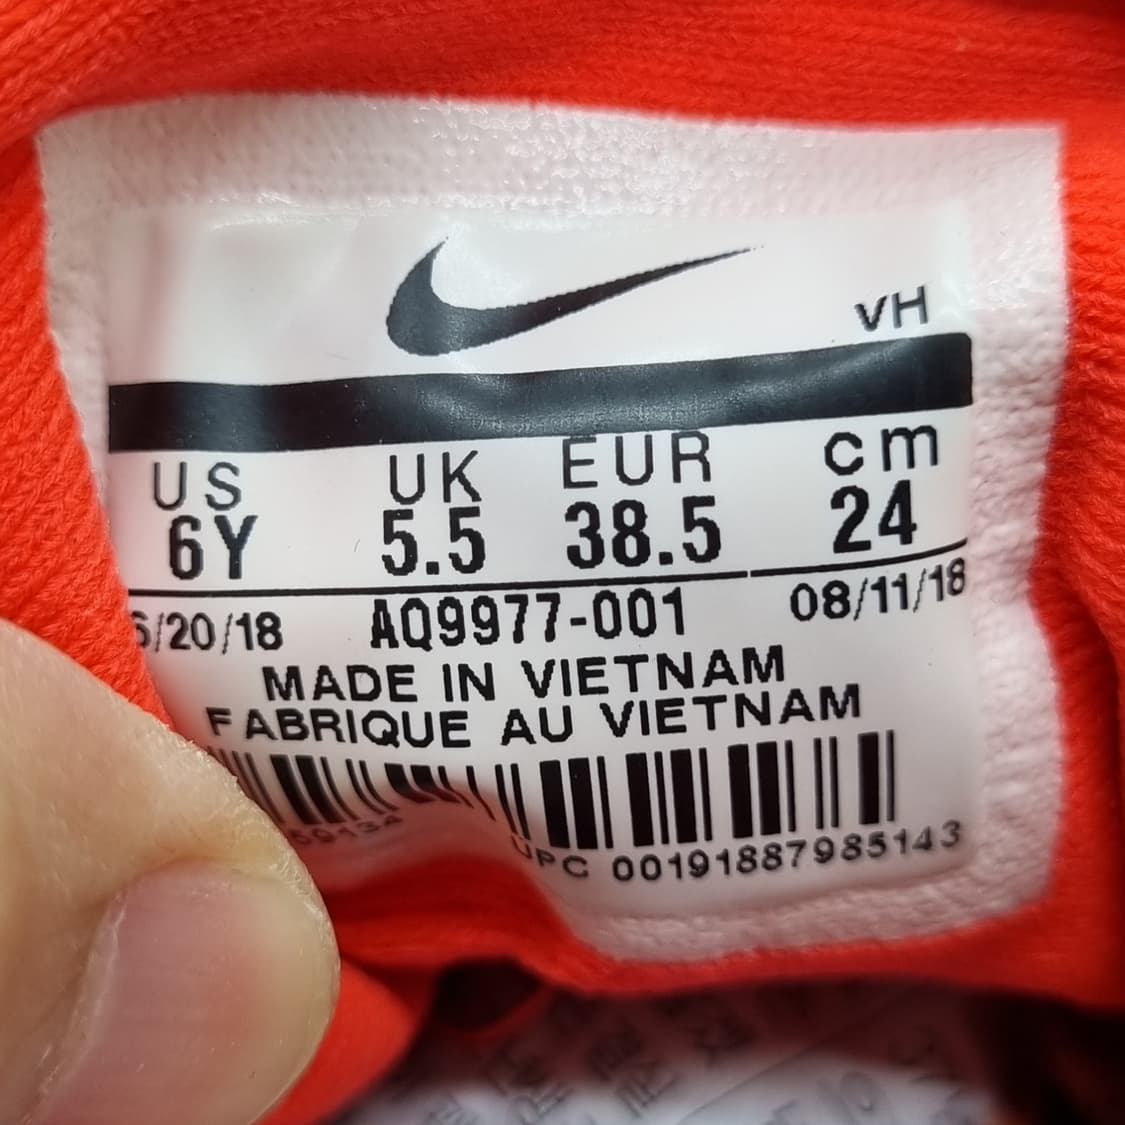 VH
US UK EUR cm
6Y 5.5 38.5 24
6/20/18 AQ9977-001 08/11/18
MADE IN VIETNAM
FABRIQUE AU VIETNAM
UPC 00191887985143